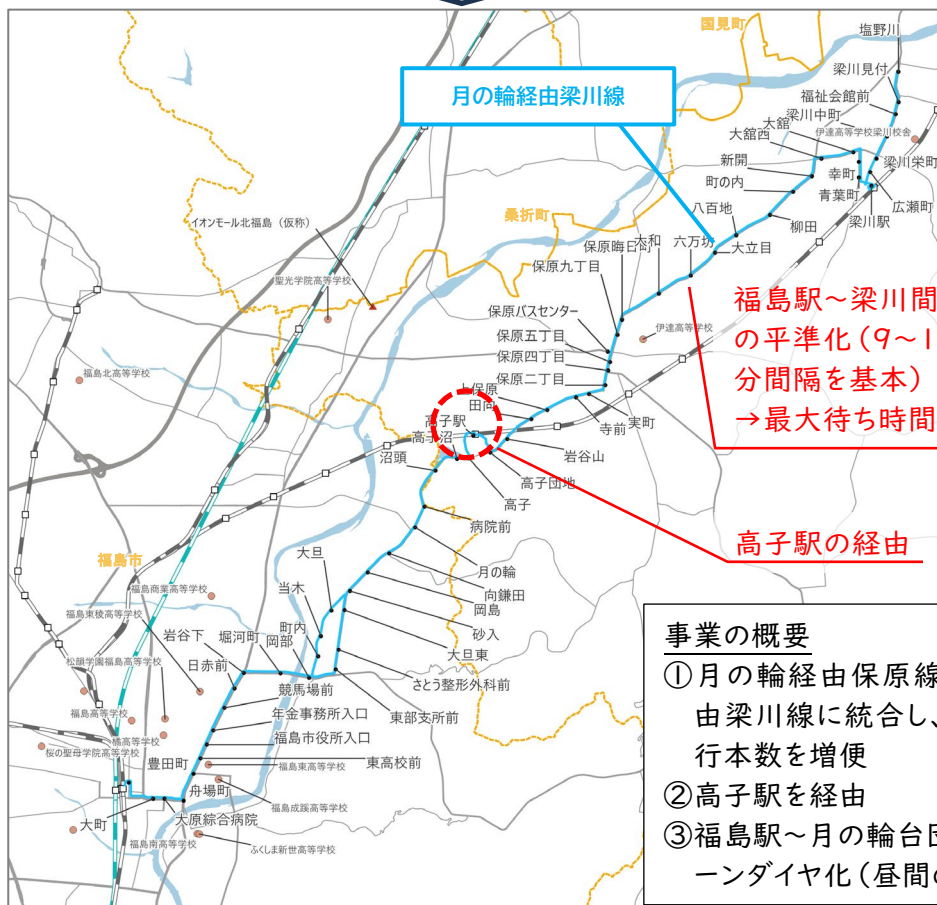 国見町
塩野川
梁川見付
福祉会館前
月の輪経由梁川線
梁川中町
大舘
伊達高等学校梁川校舎
大舘西
新開
梁川栄町
幸町
町の内
青葉町
広瀬町
梁川駅
桑折町
八百地
柳田
イオンモール北福島（仮称）
大和
六万坊
大立目
保原晦日町
保原九丁目
聖光学院高等学校
福島駅～梁川間
の平準化（9～1
分間隔を基本）
→最大待ち時間
保原バスセンター
伊達高等学校
保原五丁目
保原四丁目
福島北高等学校
保原二丁目
上保原
田向
高子駅
実町
寺前
高子沼
岩谷山
沼頭
高子団地
高子
病院前
高子駅の経由
福島市
大旦
月の輪
向鎌田
福島商業高等学校
当木
岡島
福島東稜高等学校
町内
砂入
岩谷下
堀河町
岡部
大旦東
松韻学園福島高等学校
日赤前
さとう整形外科前
競馬場前
福島高等学校
年金事務所入口
東部支所前
橘高等学校
福島市役所入口
桜の聖母学院高等学校
豊田町
東高校前
福島東高等学校
舟場町
福島成蹊高等学校
大町
大原綜合病院
福島南高等学校
ふくしま新世高等学校
事業の概要
①月の輪経由保原線
由梁川線に統合し、
行本数を増便
②高子駅を経由
③福島駅～月の輪台団
ーンダイヤ化（昼間の